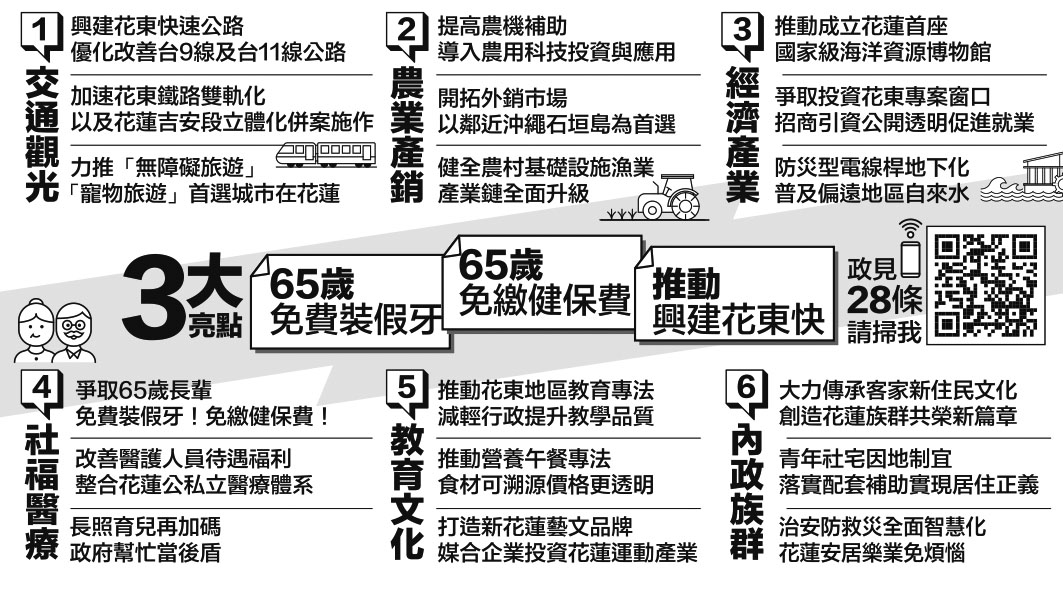 1
交通觀光
興建花東快速公路
優化改善台9線及台11線公路
加速花東鐵路雙軌化
以及花蓮吉安段立體化併案施作
力推「無障礙旅遊」
「寵物旅遊」首選城市在花蓮
2
農業產銷
提高農機補助
導入農用科技投資與應用
開拓外銷市場
以鄰近沖繩石垣島為首選
健全農村基礎設施漁業
產業鏈全面升級
3
經濟產業
推動成立花蓮首座
國家級海洋資源博物館
爭取投資花東專案窗口
招商引資公開透明促進就業
防災型電線桿地下化
普及偏遠地區自來水
3大
亮點
65歲
免費裝假牙
65歲
免繳健保費
推動
興建花東快
政見
28條
請掃我
4
社福醫療
爭取65歲長輩
免費裝假牙!免繳健保費!
改善醫護人員待遇福利
整合花蓮公私立醫療體系
長照育兒再加碼
政府幫忙當後盾
5
教育文化
推動花東地區教育專法
減輕行政提升教學品質
推動營養午餐專法
食材可溯源價格更透明
打造新花蓮藝文品牌
媒合企業投資花蓮運動產業
6
內政族群
大力傳承客家新住民文化
創造花蓮族群共榮新篇章
青年社宅因地制宜
落實配套補助實現居住正義
治安防救災全面智慧化
花蓮安居樂業免煩惱